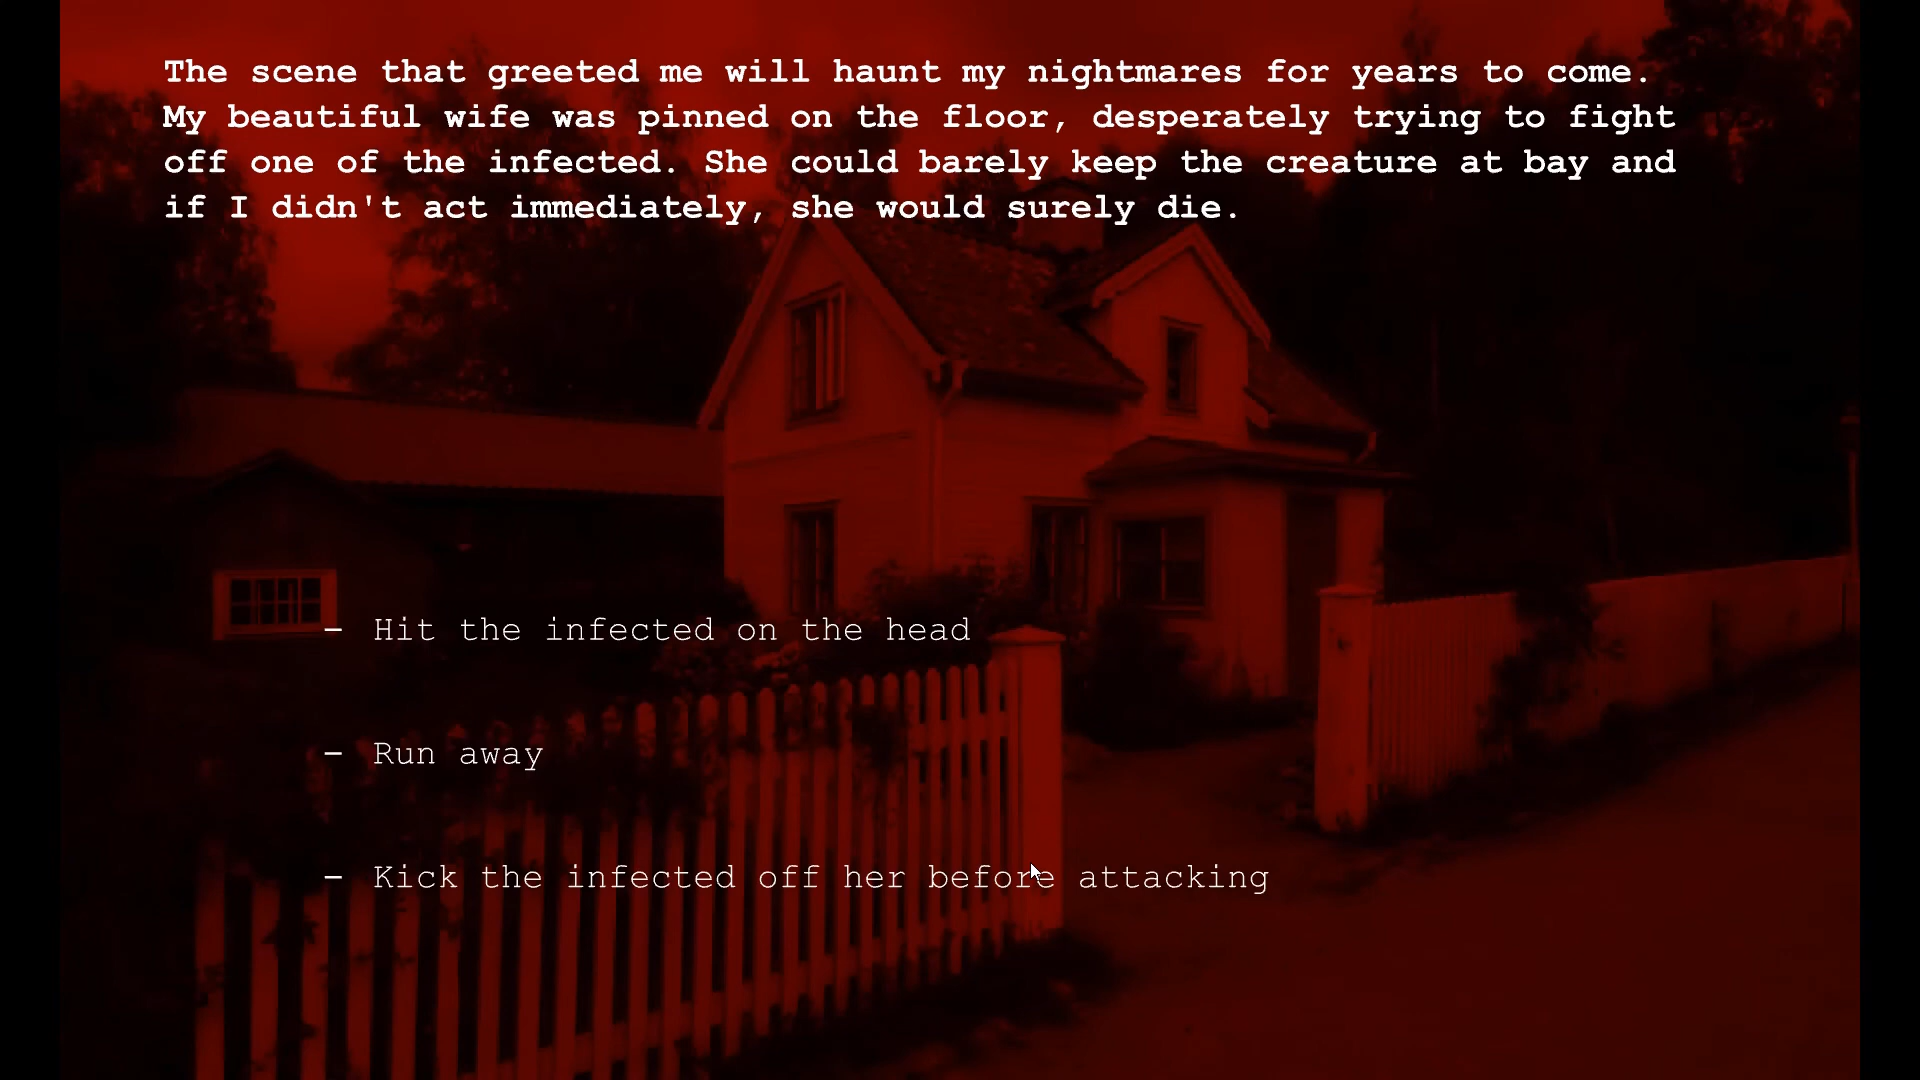 The scene that greeted me will haunt my nightmares for years to come.
My beautiful wife was pinned on the floor, desperately trying to fight
off one of the infected. She could barely keep the creature at bay and
if I didn't act immediately, she would surely die.
- Hit the infected on the head
- Run away
- Kick the infected off her before attacking